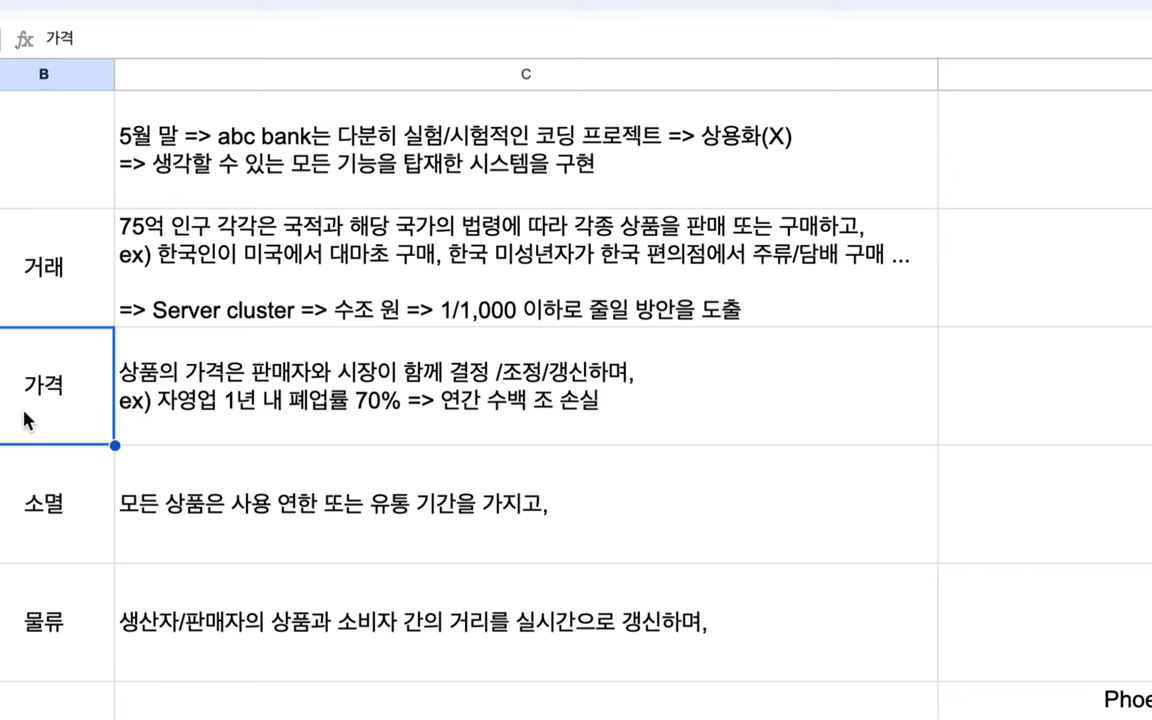 fx 가격
B C
5월 말 => abc bank는 다분히 실험/시험적인 코딩 프로젝트 => 상용화(X)
=> 생각할 수 있는 모든 기능을 탑재한 시스템을 구현
거래
75억 인구 각각은 국적과 해당 국가의 법령에 따라 각종 상품을 판매 또는 구매하고,
ex) 한국인이 미국에서 대마초 구매, 한국 미성년자가 한국 편의점에서 주류/담배 구매 ...
=> Server cluster => 수조 원 => 1/1,000 이하로 줄일 방안을 도출
가격
상품의 가격은 판매자와 시장이 함께 결정 /조정/갱신하며,
ex) 자영업 1년 내 폐업률 70% => 연간 수백 조 손실
소멸
모든 상품은 사용 연한 또는 유통 기간을 가지고,
물류
생산자/판매자의 상품과 소비자 간의 거리를 실시간으로 갱신하며,